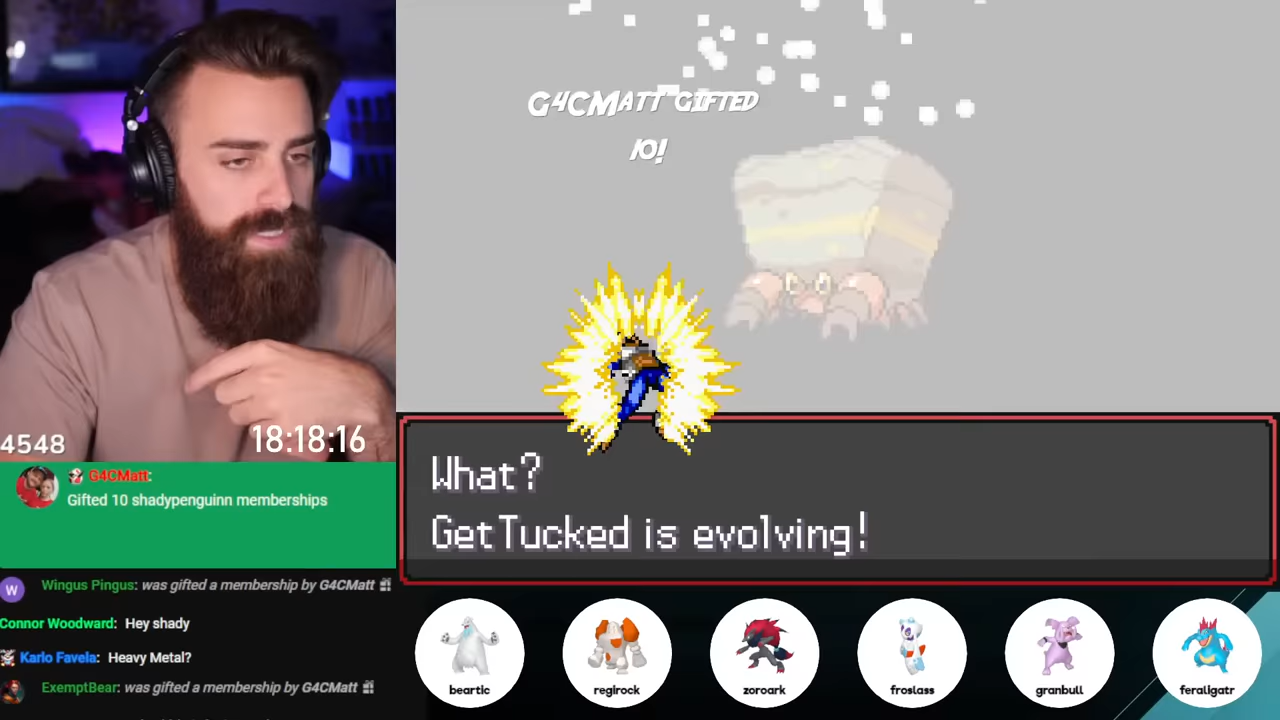 G4CMATT GIFTED
10!
4548
18:18:16
G4CMatt:
Gifted 10 shadypenguinn memberships
W
Wingus Pingus: was gifted a membership by G4CMatt
Connor Woodward: Hey shady
Karlo Favela: Heavy Metal?
ExemptBear: was gifted a membership by G4CMatt
What?
GetTucked is evolving!
beartic
regirock
zoroark
froslass
granbull
feraligatr